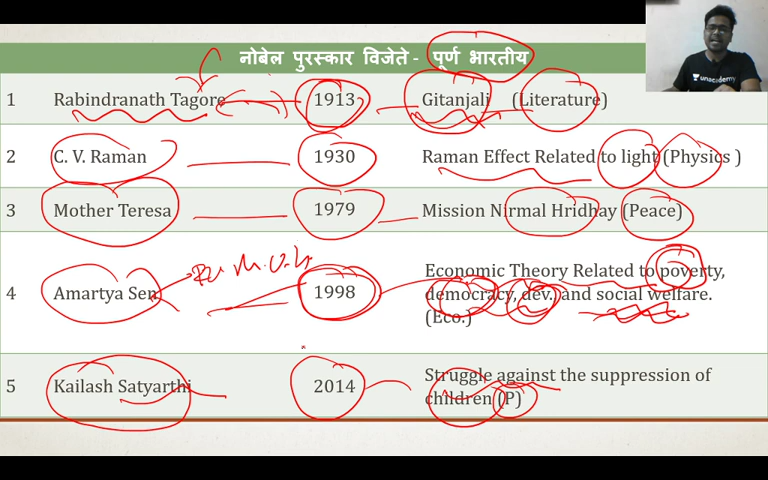 नोबेल पुरस्कार विजेते - पूर्ण भारतीय
1 Rabindranath Tagore 1913 Gitanjali (Literature)
2 C. V. Raman 1930 Raman Effect Related to light (Physics )
3 Mother Teresa 1979 Mission Nirmal Hridhay (Peace)
4 Amartya Sen 1998 Economic Theory Related to poverty,
democracy, dev., and social welfare.
(Eco.)
5 Kailash Satyarthi 2014 Struggle against the suppression of
children (P)
unacademy